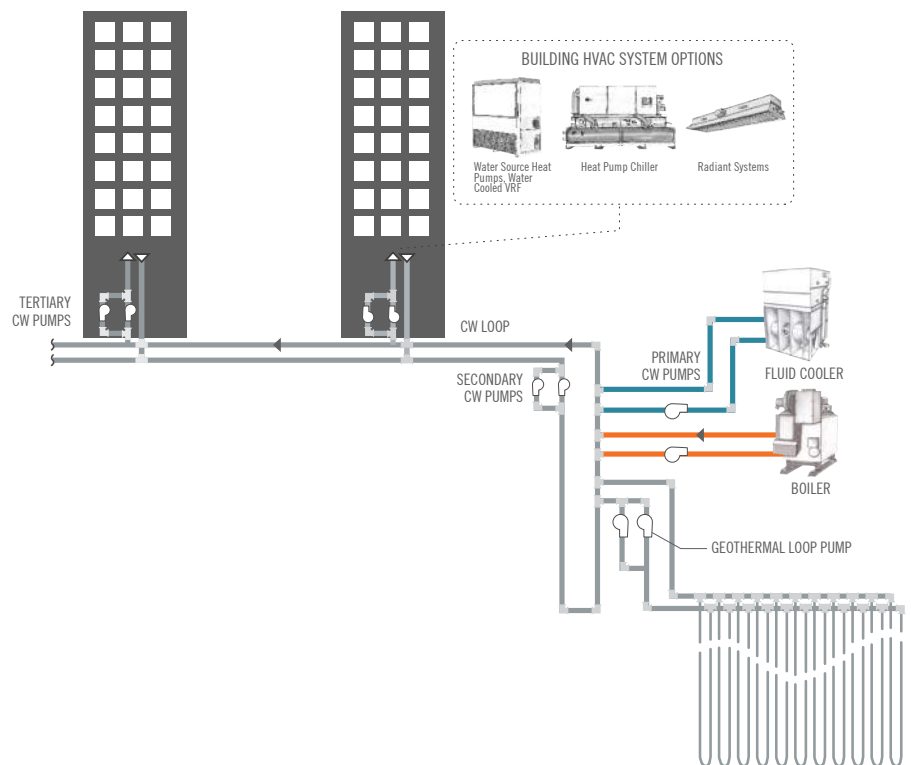 BUILDING HVAC SYSTEM OPTIONS
Water Source Heat
Pumps, Water
Cooled VRF
Heat Pump Chiller
Radiant Systems
TERTIARY
CW PUMPS
CW LOOP
SECONDARY
CW PUMPS
PRIMARY
CW PUMPS
FLUID COOLER
BOILER
GEOTHERMAL LOOP PUMP